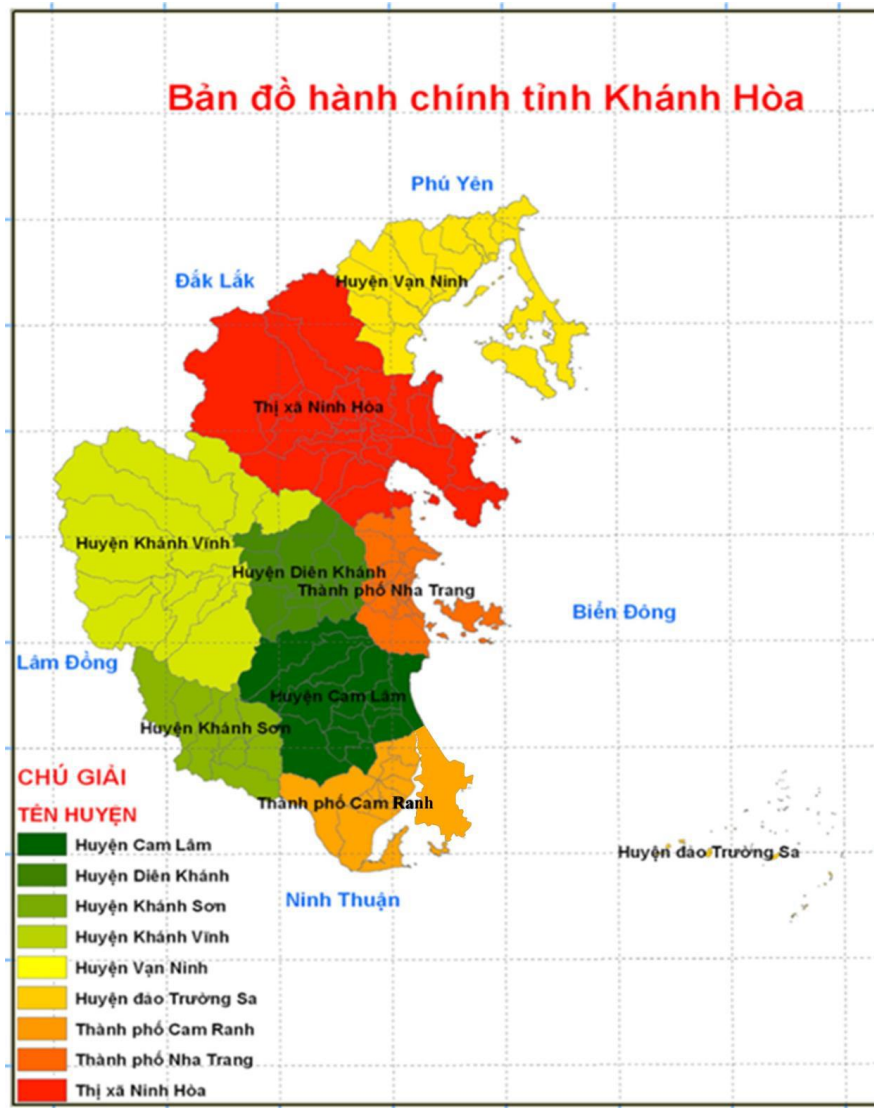 Bản đồ hành chính tỉnh Khánh Hòa
Phú Yên
Đắk Lắk
Huyện Vạn Ninh
Thị xã Ninh Hòa
Huyện Khánh Vĩnh
Huyện Diên Khánh
Thành phố Nha Trang
Biển Đông
Lâm Đồng
Huyện Cam Lâm
Huyện Khánh Sơn
Thành phố Cam Ranh
Huyện đảo Trường Sa
Ninh Thuận
CHÚ GIẢI
TÊN HUYỆN
Huyện Cam Lâm
Huyện Diên Khánh
Huyện Khánh Sơn
Huyện Khánh Vĩnh
Huyện Vạn Ninh
Huyện đảo Trường Sa
Thành phố Cam Ranh
Thành phố Nha Trang
Thị xã Ninh Hòa